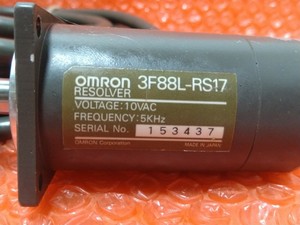 OMRON 3F88L-RS17
RESOLVER
VOLTAGE:10VAC
FREQUENCY:5KHz
SERIAL No. 153437
OMRON Corporation MADE IN JAPAN